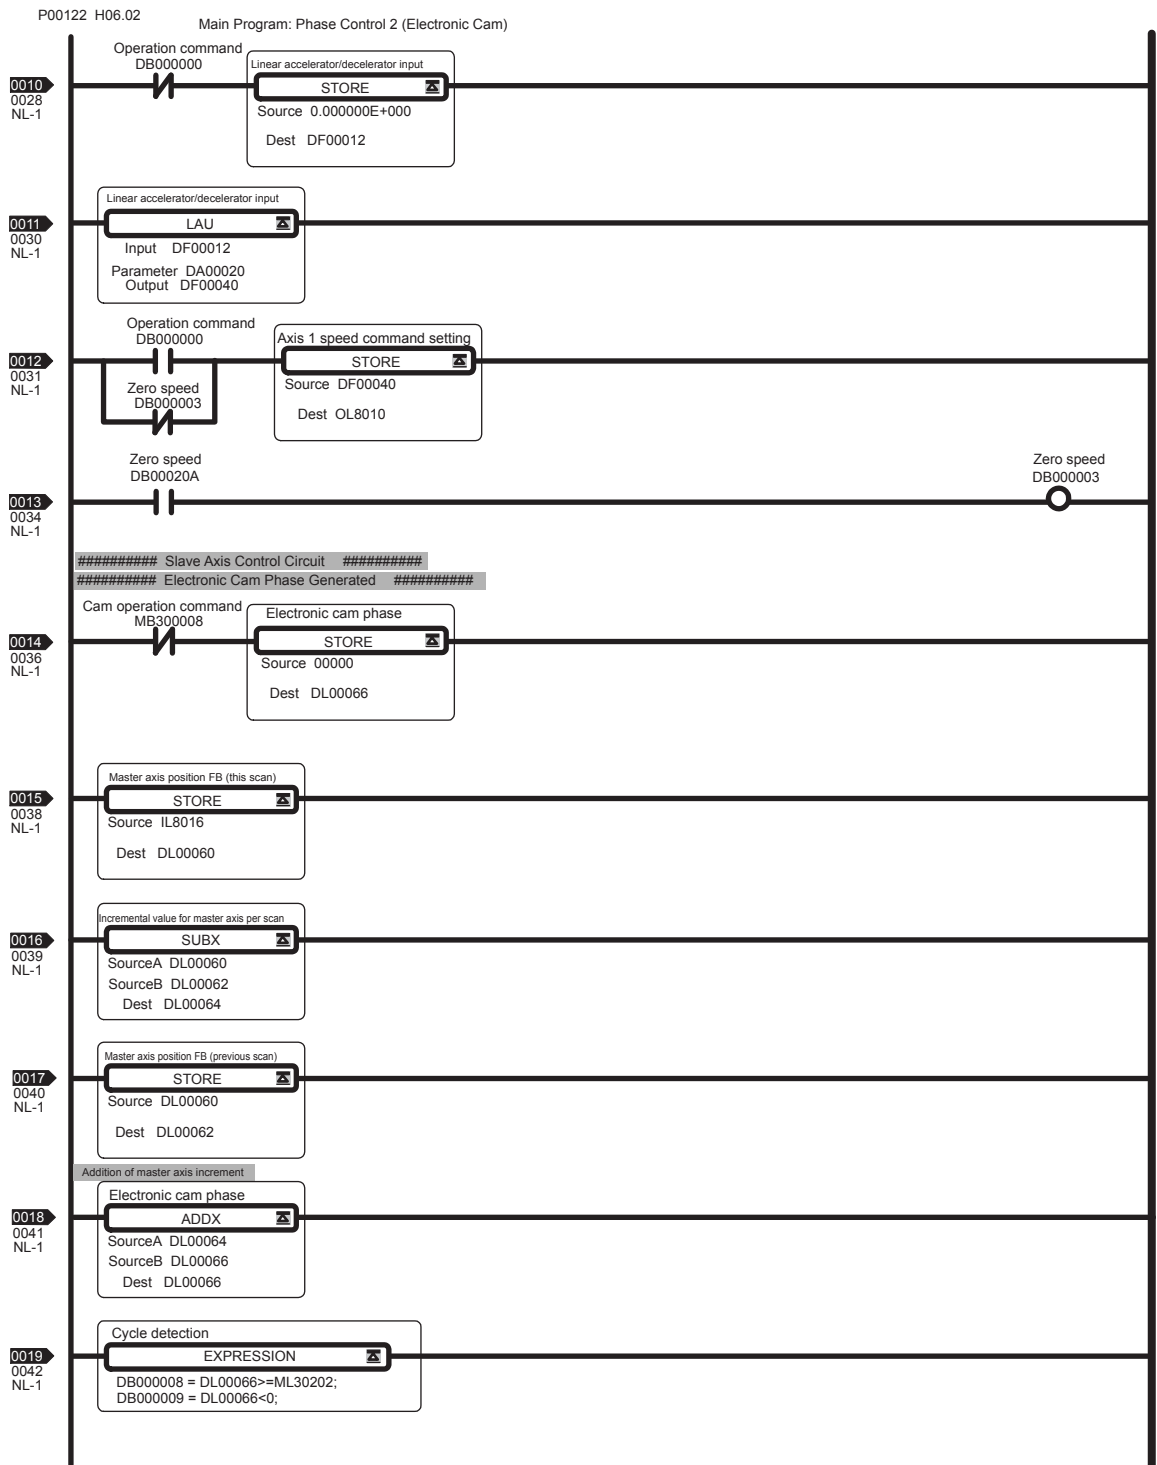 P00122 H06.02
Main Program: Phase Control 2 (Electronic Cam)
Operation command
DB000000
Linear accelerator/decelerator input
0010
STORE
0028
NL-1
Source 0.000000E+000
Dest DF00012
Linear accelerator/decelerator input
0011
LAU
0030
NL-1
Input DF00012
Parameter DA00020
Output DF00040
Operation command
DB000000
Axis 1 speed command setting
0012
STORE
0031
NL-1
Source DF00040
Zero speed
DB000003
Dest OL8010
Zero speed
DB00020A
Zero speed
DB000003
0013
0034
NL-1
########## Slave Axis Control Circuit ##########
########## Electronic Cam Phase Generated ##########
Cam operation command
MB300008
Electronic cam phase
0014
STORE
0036
NL-1
Source 00000
Dest DL00066
Master axis position FB (this scan)
0015
STORE
0038
NL-1
Source IL8016
Dest DL00060
Incremental value for master axis per scan
0016
SUBX
0039
NL-1
SourceA DL00060
SourceB DL00062
Dest DL00064
Master axis position FB (previous scan)
0017
STORE
0040
NL-1
Source DL00060
Dest DL00062
Addition of master axis increment
Electronic cam phase
0018
ADDX
0041
NL-1
SourceA DL00064
SourceB DL00066
Dest DL00066
Cycle detection
0019
EXPRESSION
0042
NL-1
DB000008 = DL00066>=ML30202;
DB000009 = DL00066<0;